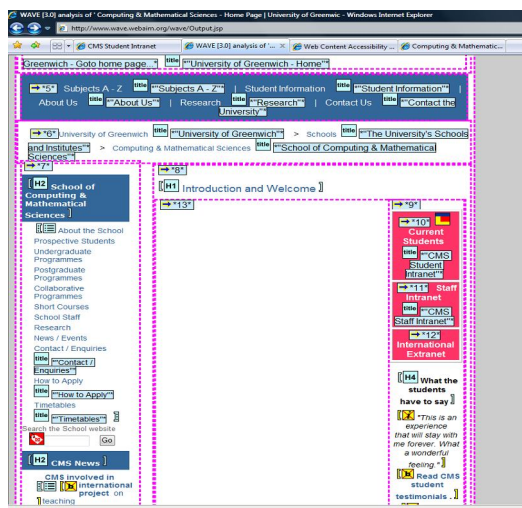 WAVE [3.0] analysis of ' Computing & Mathematical Sciences - Home Page | University of Greenwic - Windows Internet Explorer
http://www.wave.webaim.org/wave/Output.jsp
CMS Student Intranet
WAVE [3.0] analysis of '...
Web Content Accessibility ...
Computing & Mathematic...
Greenwich - Goto home page..." title "*University of Greenwich - Home"*
*5* Subjects A - Z title "*Subjects A - Z"* | Student Information title "*Student Information"* |
About Us title "*About Us"* | Research title "*Research"* | Contact Us title "*Contact the
University"*
*6* University of Greenwich title "*University of Greenwich"* > Schools title "*The University's Schools
and Institutes"* > Computing & Mathematical Sciences title "*School of Computing & Mathematical
Sciences"*
*7*
H2 School of
Computing &
Mathematical
Sciences
About the School
Prospective Students
Undergraduate
Programmes
Postgraduate
Programmes
Collaborative
Programmes
Short Courses
School Staff
Research
News / Events
Contact / Enquiries
title "*Contact /
Enquiries"*
How to Apply
title "*How to Apply"*
Timetables
title "*Timetables"*
Search the School website
Go
H2 CMS News
CMS involved in
international
project on
teaching
*8*
H1 Introduction and Welcome
*13*
*9*
*10*
Current
Students
title "*CMS
Student
Intranet"*
*11* Staff
Intranet
title "*CMS
Staff Intranet"*
*12*
International
Extranet
H4 What the
students
have to say
"This is an
experience
that will stay with
me forever. What
a wonderful
feeling."
Read CMS
student
testimonials .